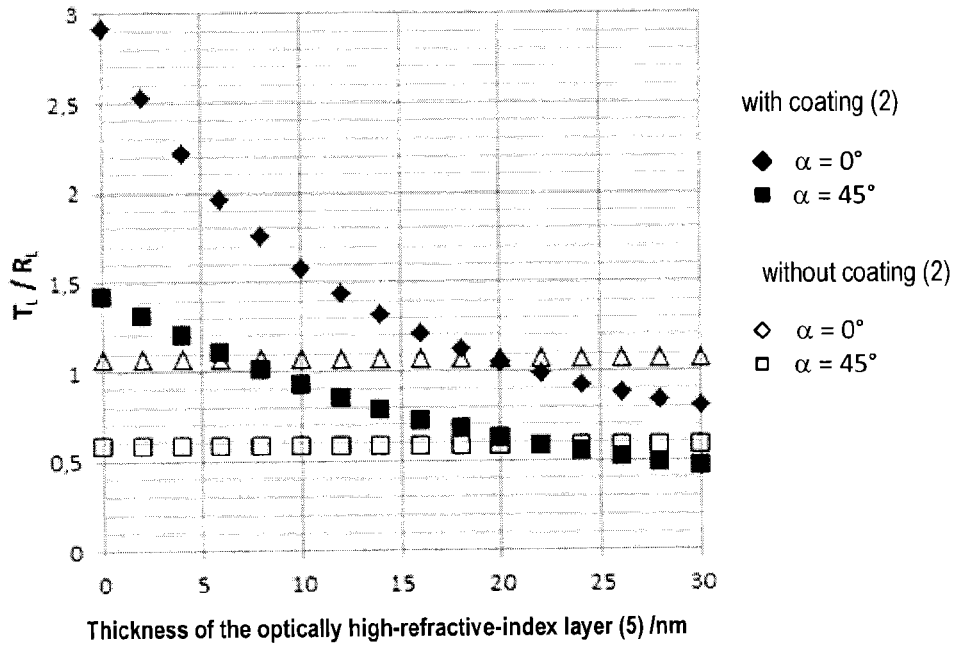 3
2,5
2
1,5
1
0,5
0
T_L / R_L
0 5 10 15 20 25 30
Thickness of the optically high-refractive-index layer (5) /nm
with coating (2)
◆ α = 0°
■ α = 45°
without coating (2)
◇ α = 0°
□ α = 45°